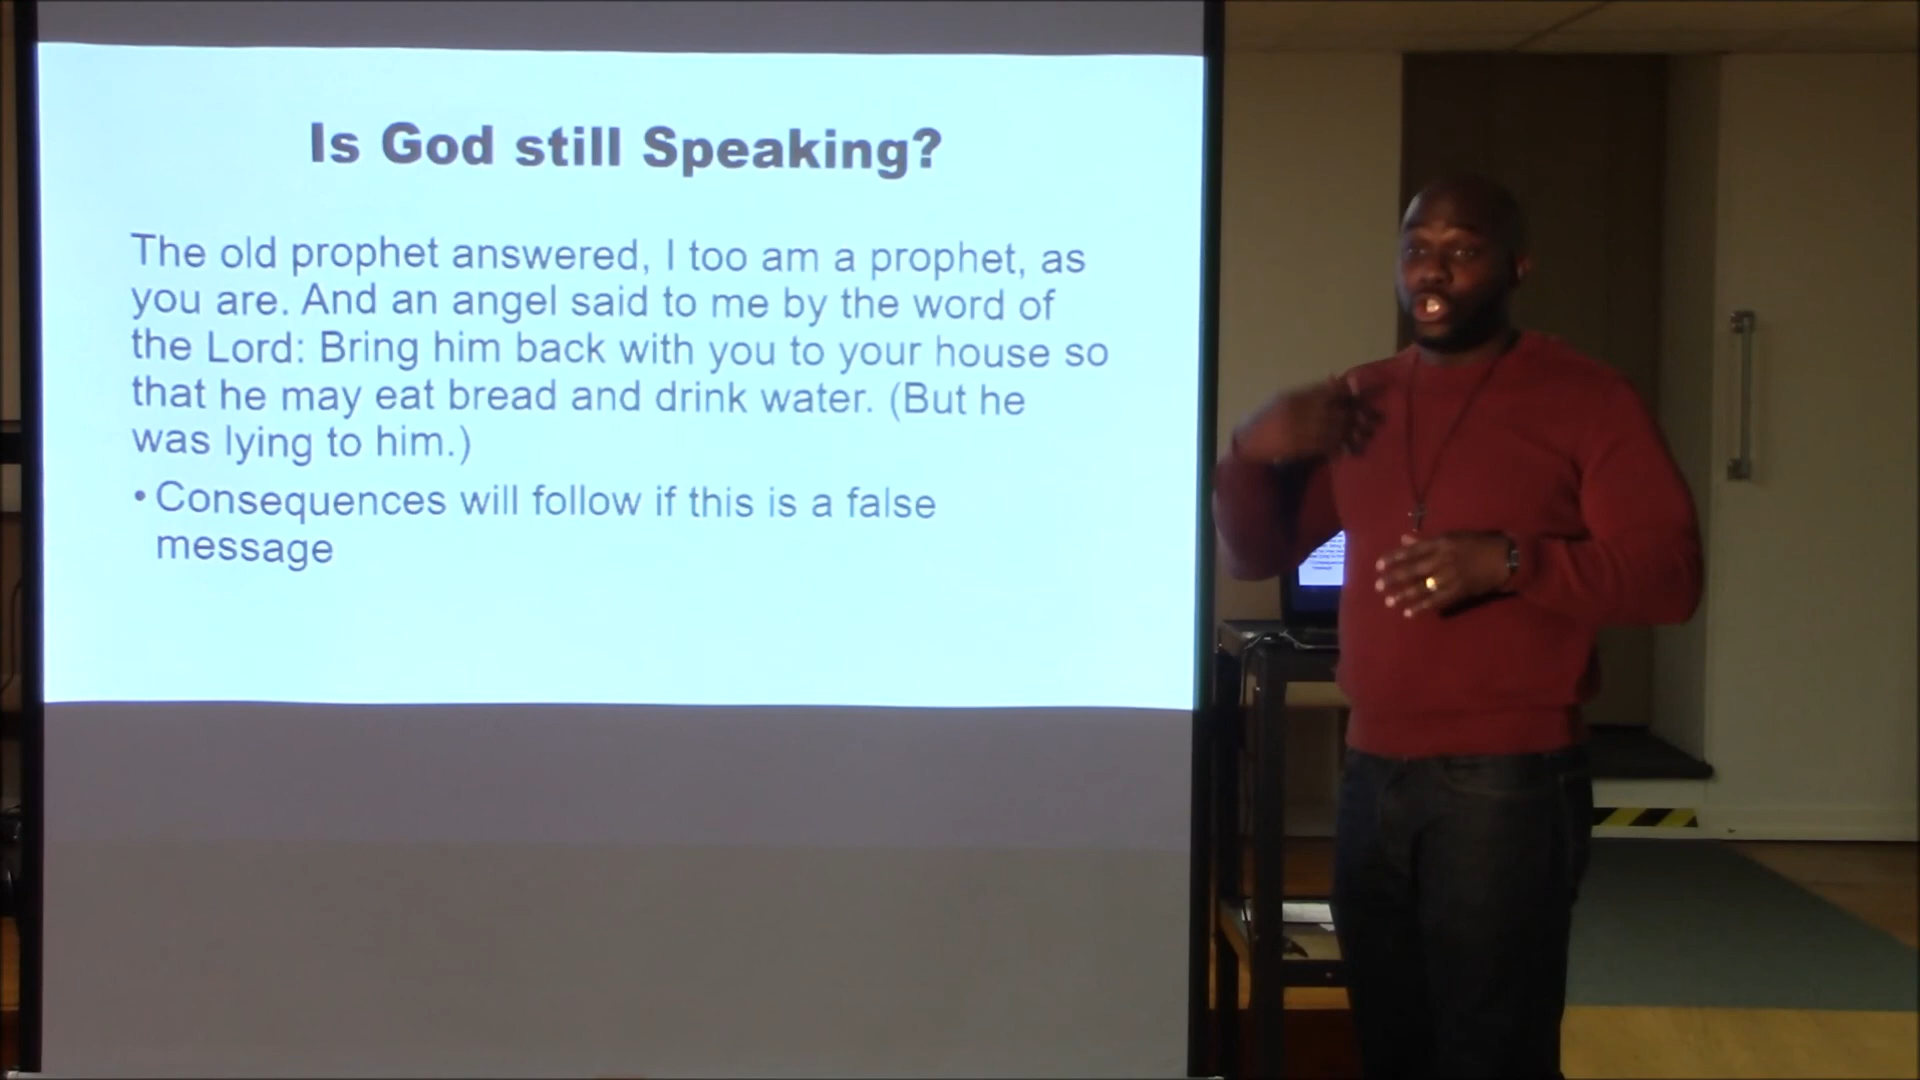 Is God still Speaking?
The old prophet answered, I too am a prophet, as
you are. And an angel said to me by the word of
the Lord: Bring him back with you to your house so
that he may eat bread and drink water. (But he
was lying to him.)
• Consequences will follow if this is a false
message